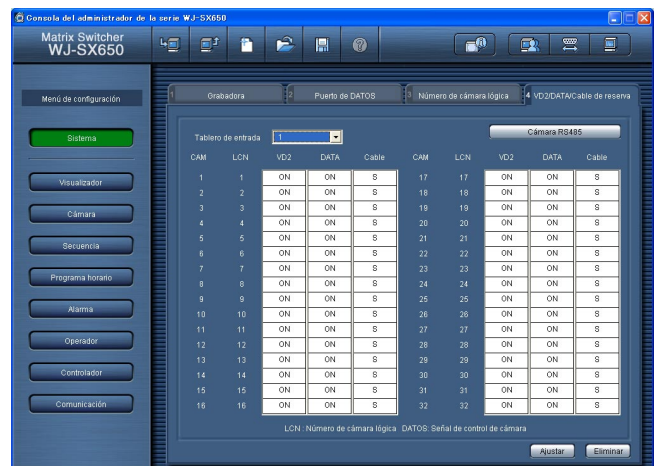 Consola del administrador de la serie WJ-SX650
Matrix Switcher
WJ-SX650
Menú de configuración
Sistema
Visualizador
Cámara
Secuencia
Programa horario
Alarma
Operador
Controlador
Comunicación
1 Grabadora 2 Puerto de DATOS 3 Número de cámara lógica 4 VD2/DATA/Cable de reserva
Tablero de entrada 1 Cámara RS485
CAM LCN VD2 DATA Cable CAM LCN VD2 DATA Cable
1 1 ON ON S 17 17 ON ON S
2 2 ON ON S 18 18 ON ON S
3 3 ON ON S 19 19 ON ON S
4 4 ON ON S 20 20 ON ON S
5 5 ON ON S 21 21 ON ON S
6 6 ON ON S 22 22 ON ON S
7 7 ON ON S 23 23 ON ON S
8 8 ON ON S 24 24 ON ON S
9 9 ON ON S 25 25 ON ON S
10 10 ON ON S 26 26 ON ON S
11 11 ON ON S 27 27 ON ON S
12 12 ON ON S 28 28 ON ON S
13 13 ON ON S 29 29 ON ON S
14 14 ON ON S 30 30 ON ON S
15 15 ON ON S 31 31 ON ON S
16 16 ON ON S 32 32 ON ON S
LCN : Número de cámara lógica DATOS: Señal de control de cámara
Ajustar Eliminar